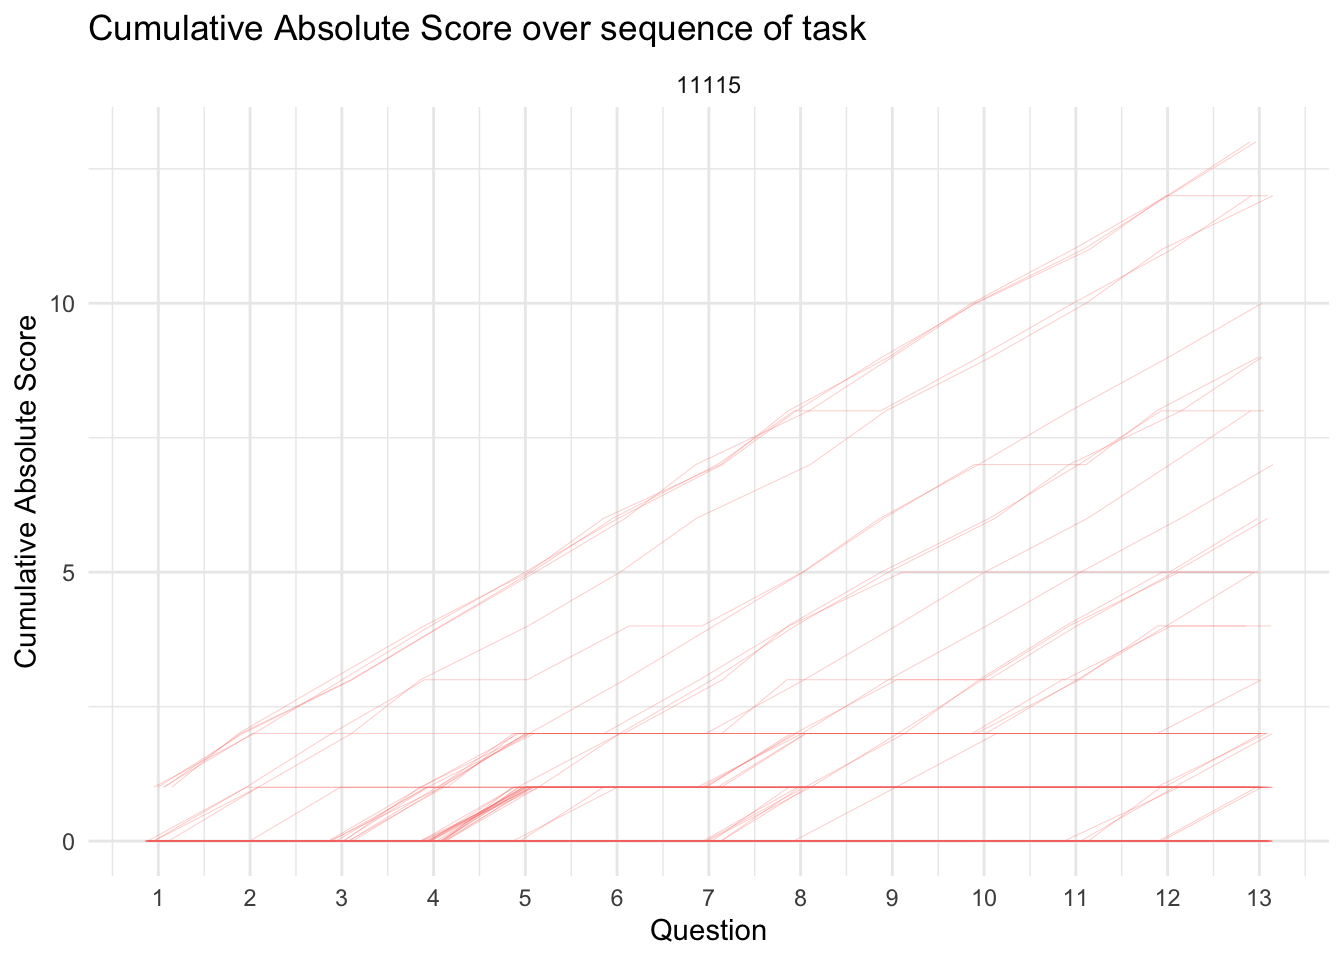 Cumulative Absolute Score over sequence of task
11115
Cumulative Absolute Score
10
5
0
1 2 3 4 5 6 7 8 9 10 11 12 13
Question